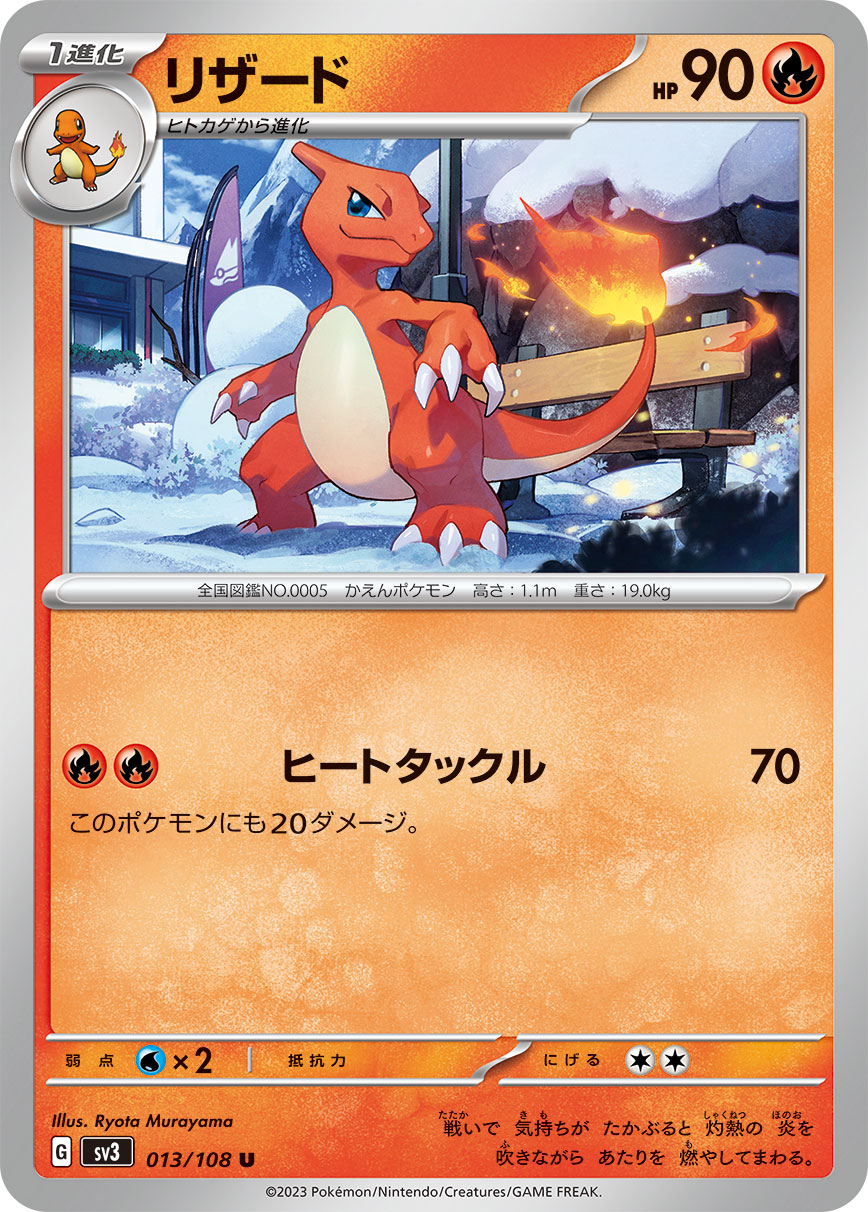 1進化
リザード
HP 90
ヒトカゲから進化
全国図鑑NO.0005 かえんポケモン 高さ:1.1m 重さ:19.0kg
ヒートタックル 70
このポケモンにも20ダメージ。
弱点 ×2 抵抗力 にげる
Illus. Ryota Murayama
戦いで 気持ちが たかぶると 灼熱の 炎を
吹きながら あたりを 燃やしてまわる。
G sv3 013/108 U
©2023 Pokémon/Nintendo/Creatures/GAME FREAK.